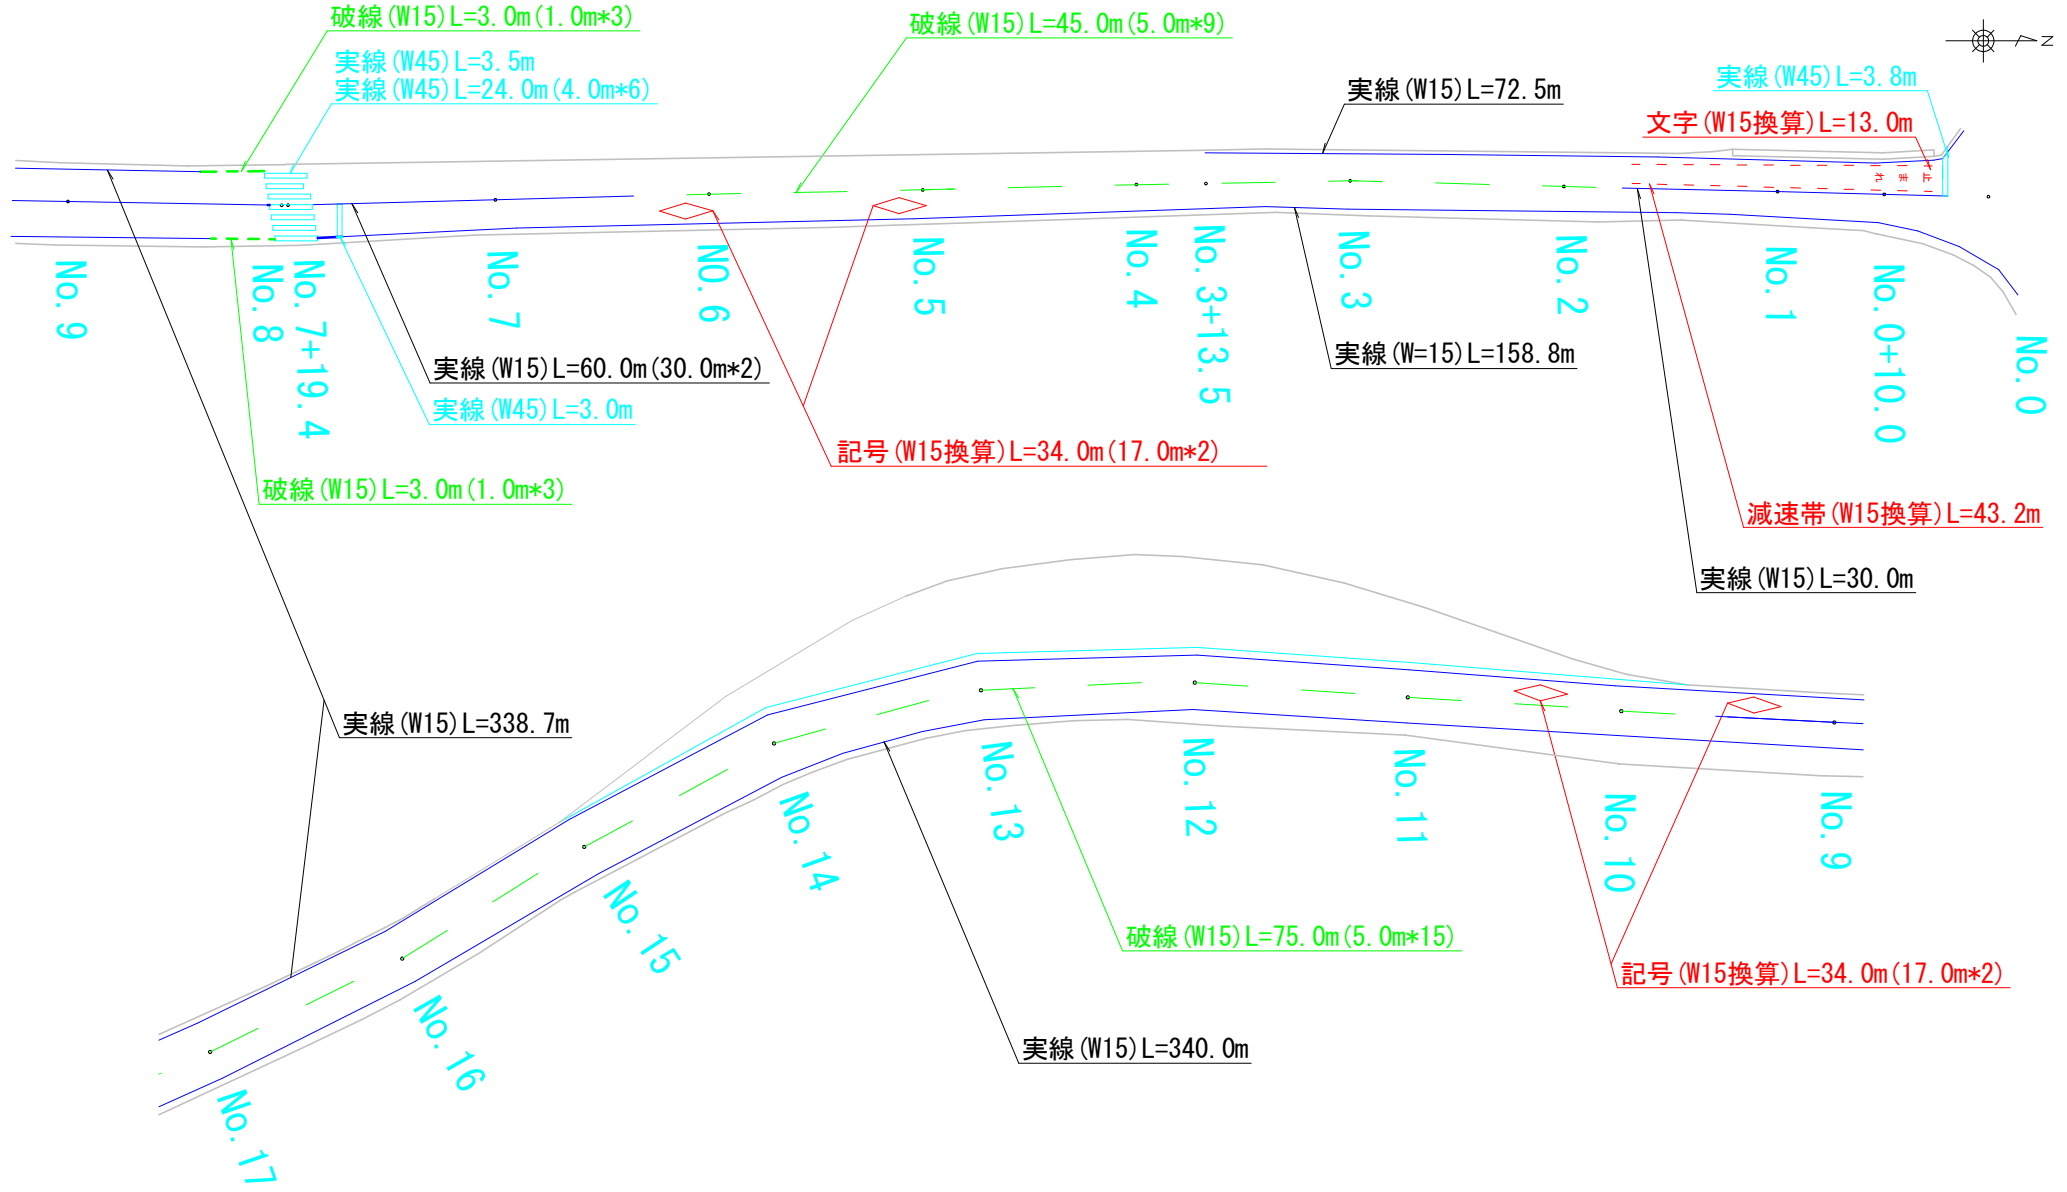 破線(W15)L=3.0m(1.0m*3)
破線(W15)L=45.0m(5.0m*9)
N
実線(W45)L=3.5m
実線(W45)L=24.0m(4.0m*6)
実線(W15)L=72.5m
実線(W45)L=3.8m
文字(W15換算)L=13.0m
止
ま
れ
No.9
No.8
No.7+19.4
No.7
NO.6
No.5
No.4
No.3+13.5
No.3
No.2
No.1
No.0+10.0
No.0
実線(W15)L=60.0m(30.0m*2)
実線(W=15)L=158.8m
実線(W45)L=3.0m
記号(W15換算)L=34.0m(17.0m*2)
破線(W15)L=3.0m(1.0m*3)
減速帯(W15換算)L=43.2m
実線(W15)L=30.0m
実線(W15)L=338.7m
No.17
No.16
No.15
No.14
No.13
No.12
No.11
No.10
No.9
破線(W15)L=75.0m(5.0m*15)
記号(W15換算)L=34.0m(17.0m*2)
実線(W15)L=340.0m